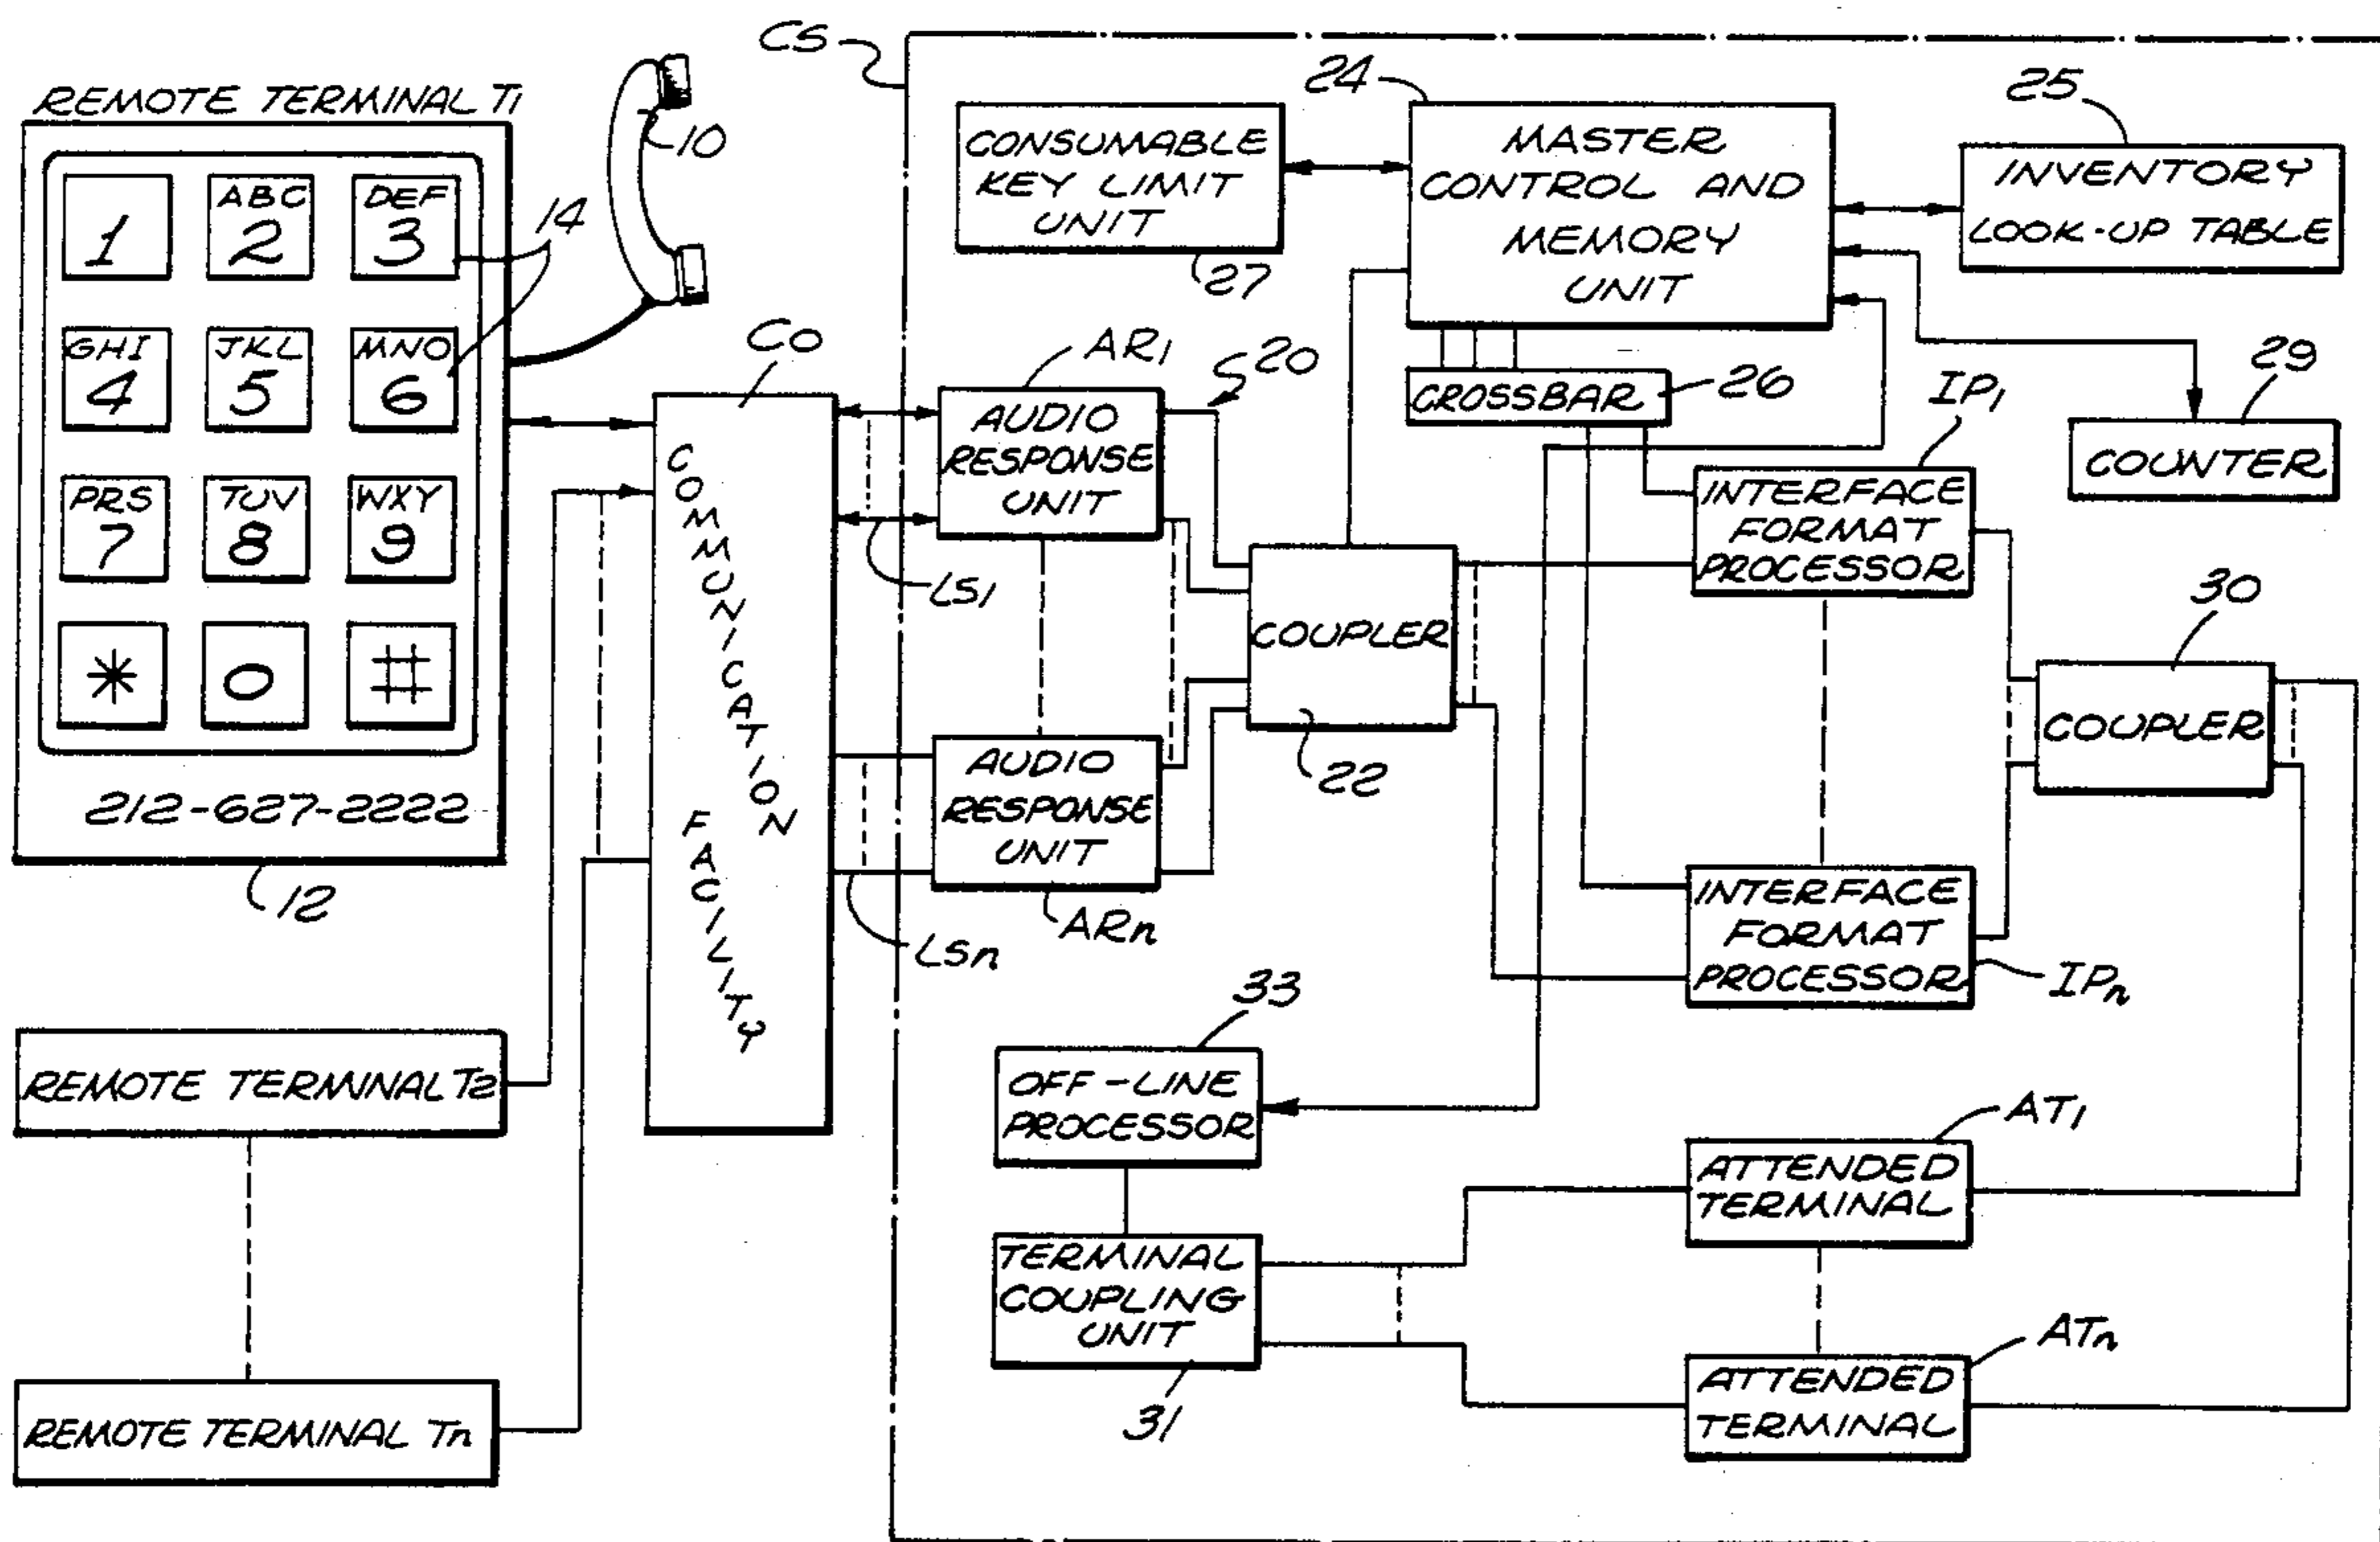 REMOTE TERMINAL T1
10
1
ABC
2
DEF
3
14
GHI
4
JKL
5
MNO
6
PRS
7
TUV
8
WXY
9
*
0
#
212-627-2222
12
REMOTE TERMINAL T2
REMOTE TERMINAL Tn
CO
COMMUNICATION
FACILITY
CS
CONSUMABLE
KEY LIMIT
UNIT
27
24
MASTER
CONTROL AND
MEMORY
UNIT
25
INVENTORY
LOOK-UP TABLE
AR1
20
AUDIO
RESPONSE
UNIT
LS1
CROSSBAR
26
IP1
29
COUNTER
INTERFACE
FORMAT
PROCESSOR
COUPLER
22
30
COUPLER
AUDIO
RESPONSE
UNIT
ARn
LSn
INTERFACE
FORMAT
PROCESSOR
IPn
33
OFF-LINE
PROCESSOR
AT1
ATTENDED
TERMINAL
TERMINAL
COUPLING
UNIT
31
ATn
ATTENDED
TERMINAL